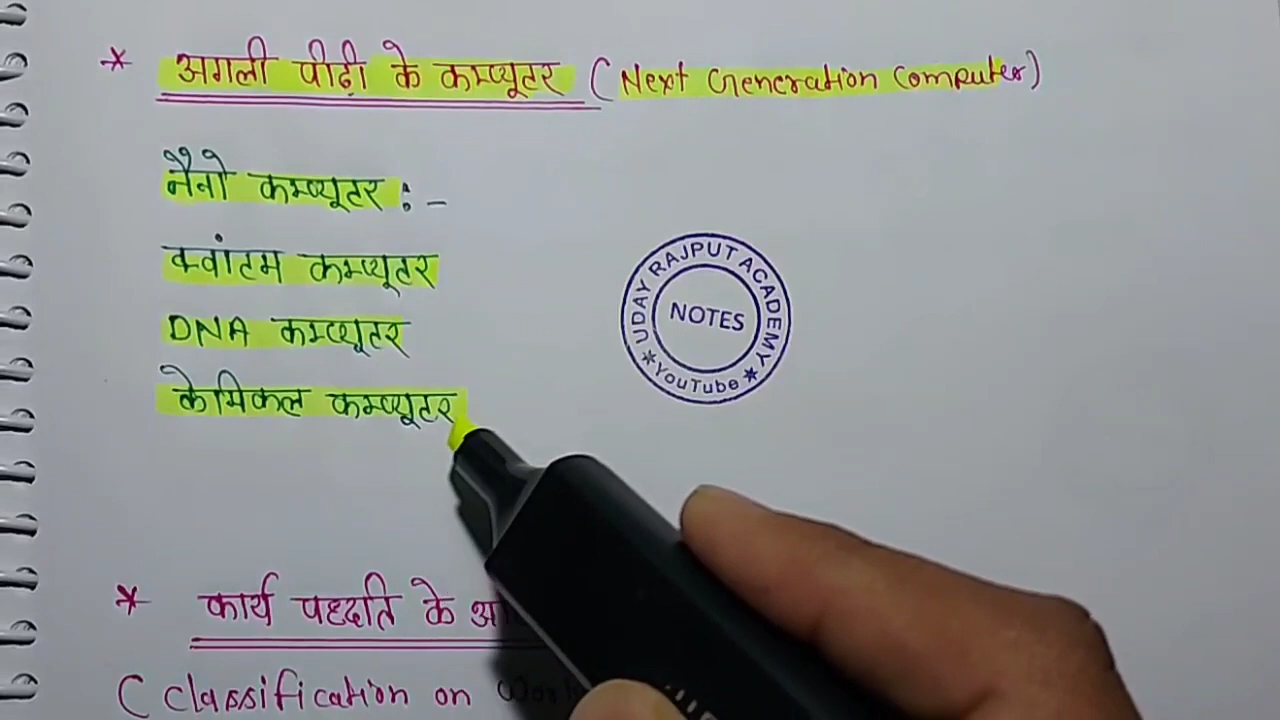 * अगली पीढ़ी के कम्प्यूटर (Next Generation Computer)
नैनो कम्प्यूटर :-
क्वांटम कम्प्यूटर
DNA कम्प्यूटर
केमिकल कम्प्यूटर
UDAY RAJPUT ACADEMY
NOTES
* YouTube *
* कार्य पद्धति के
(Classification on